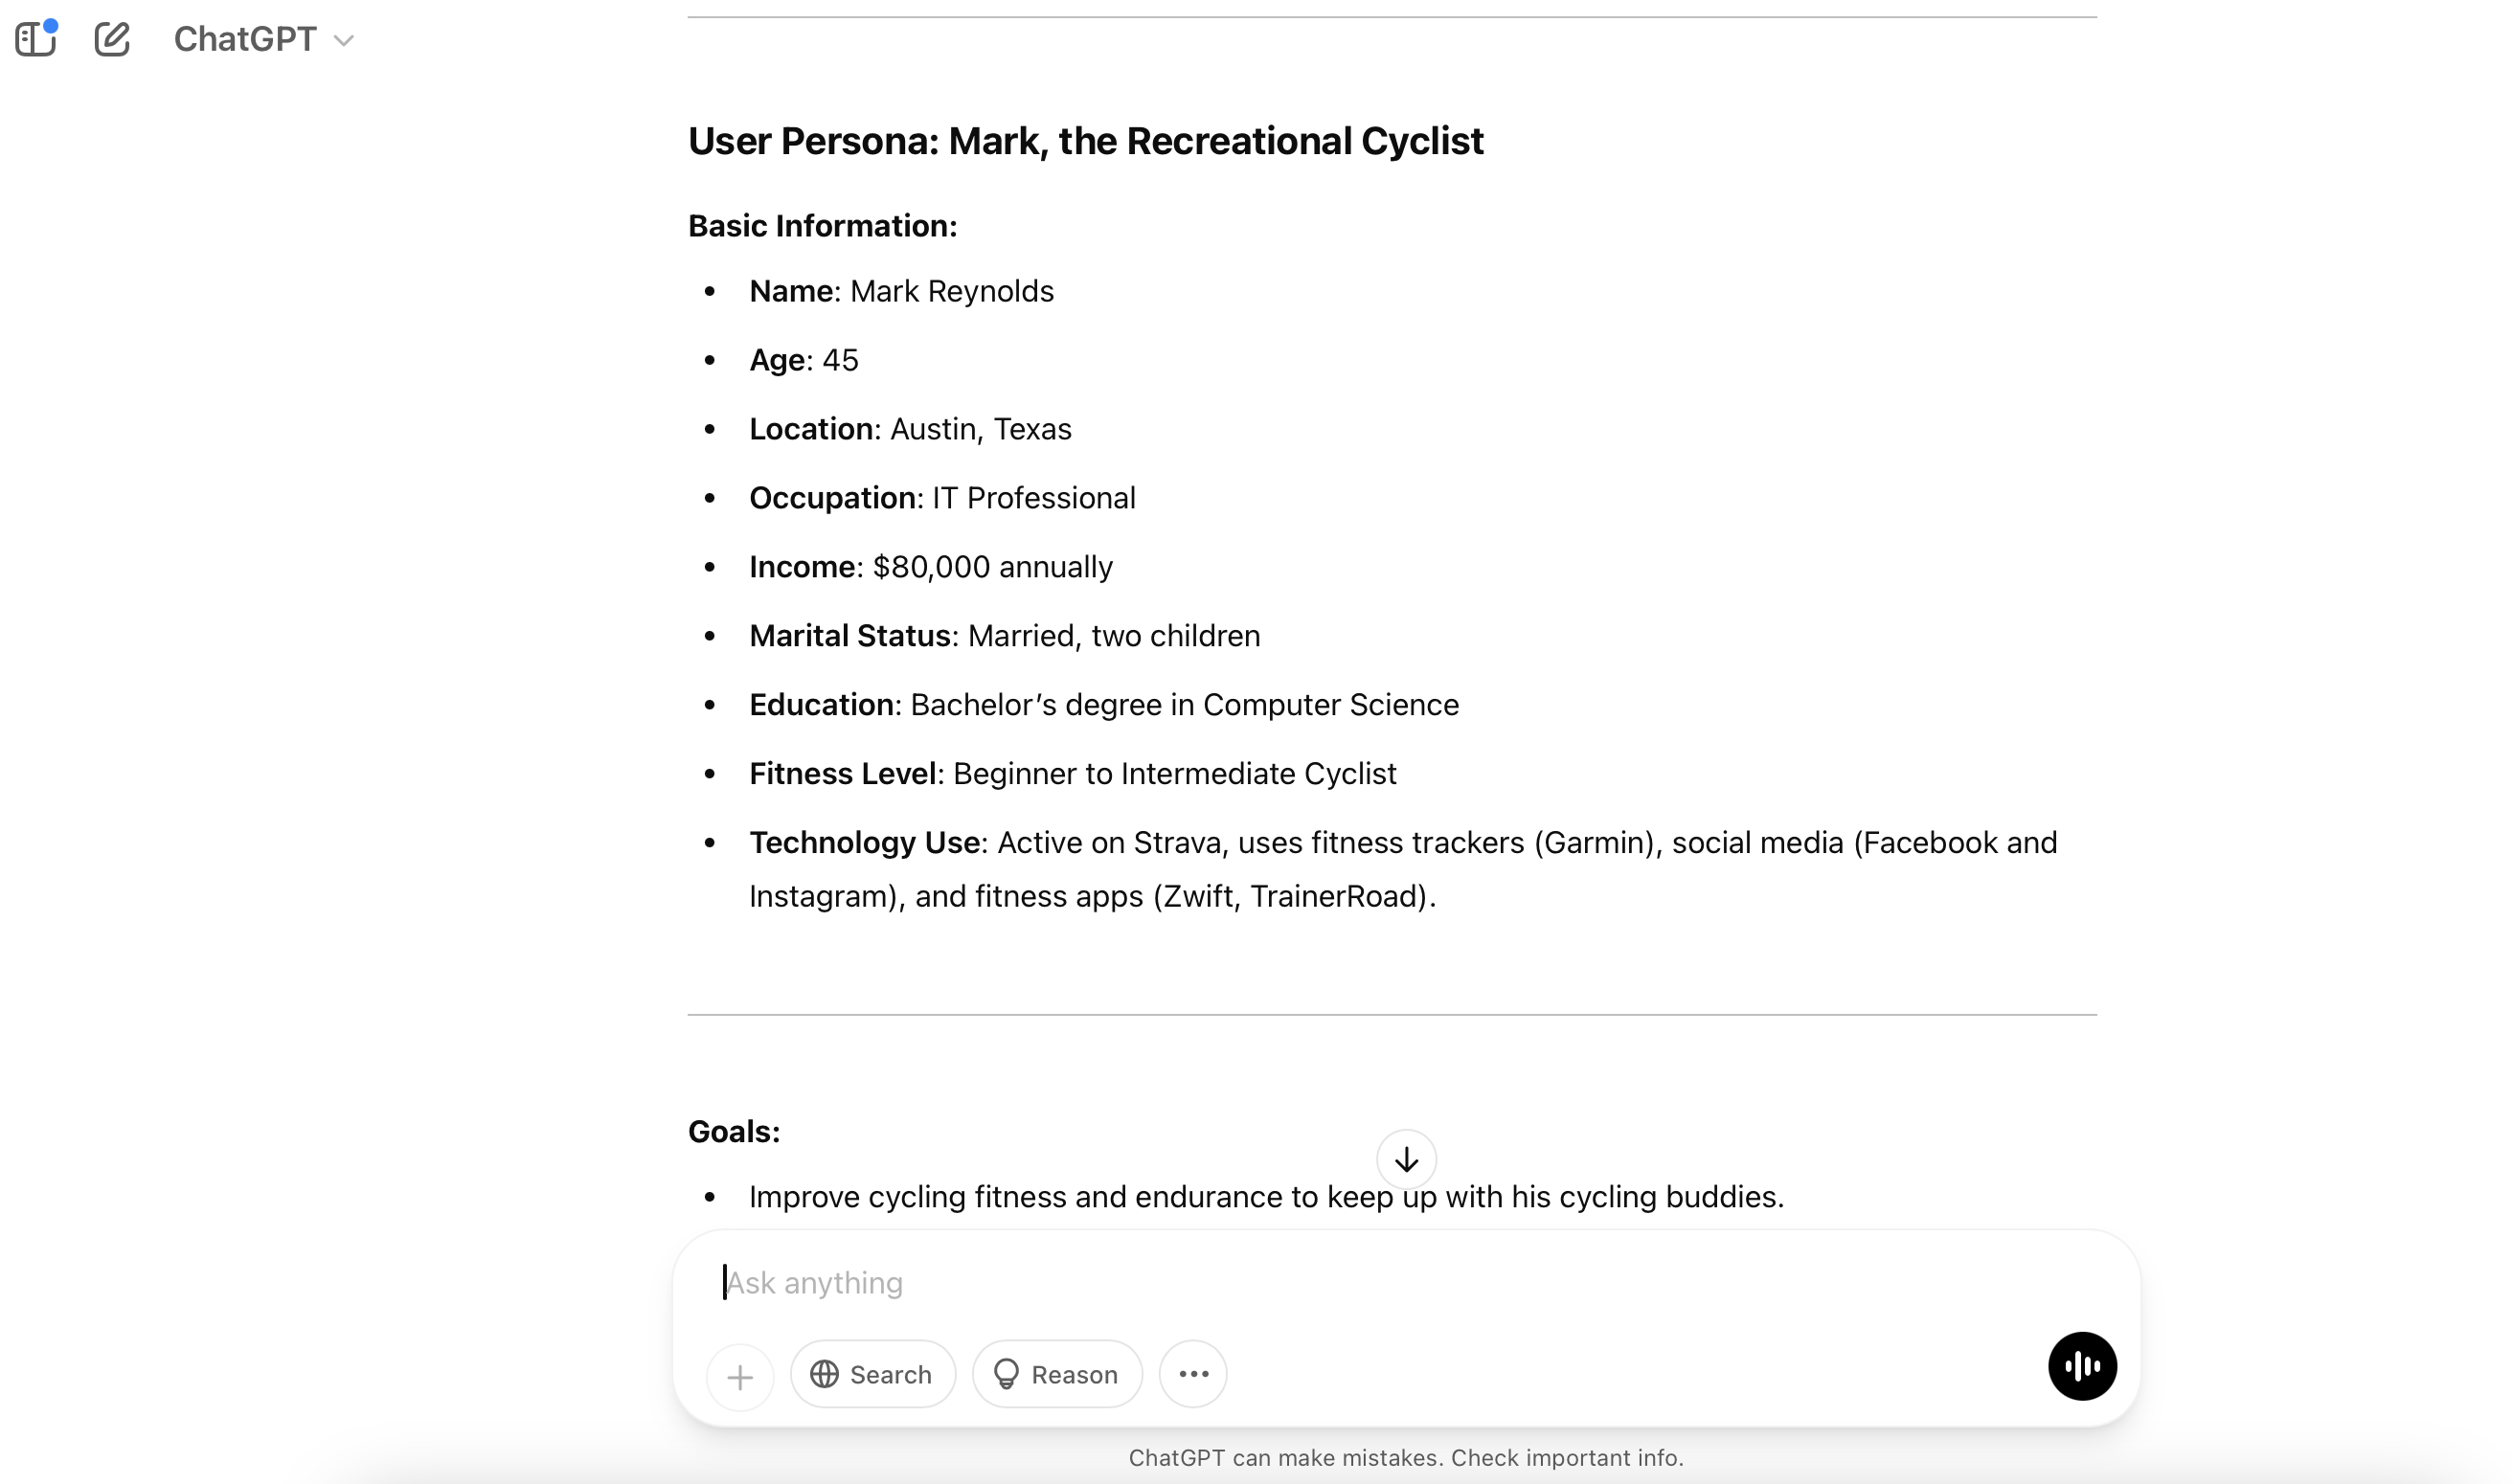 ChatGPT
User Persona: Mark, the Recreational Cyclist
Basic Information:
Name: Mark Reynolds
Age: 45
Location: Austin, Texas
Occupation: IT Professional
Income: $80,000 annually
Marital Status: Married, two children
Education: Bachelor’s degree in Computer Science
Fitness Level: Beginner to Intermediate Cyclist
Technology Use: Active on Strava, uses fitness trackers (Garmin), social media (Facebook and
Instagram), and fitness apps (Zwift, TrainerRoad).
Goals:
Improve cycling fitness and endurance to keep up with his cycling buddies.
Ask anything
Search
Reason
ChatGPT can make mistakes. Check important info.